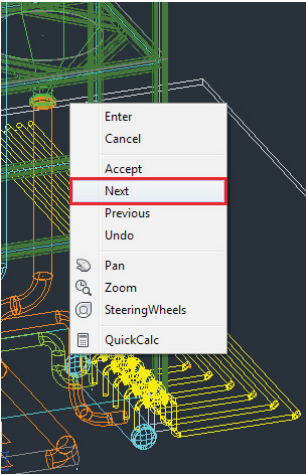 Enter
Cancel
Accept
Next
Previous
Undo
Pan
Zoom
SteeringWheels
QuickCalc